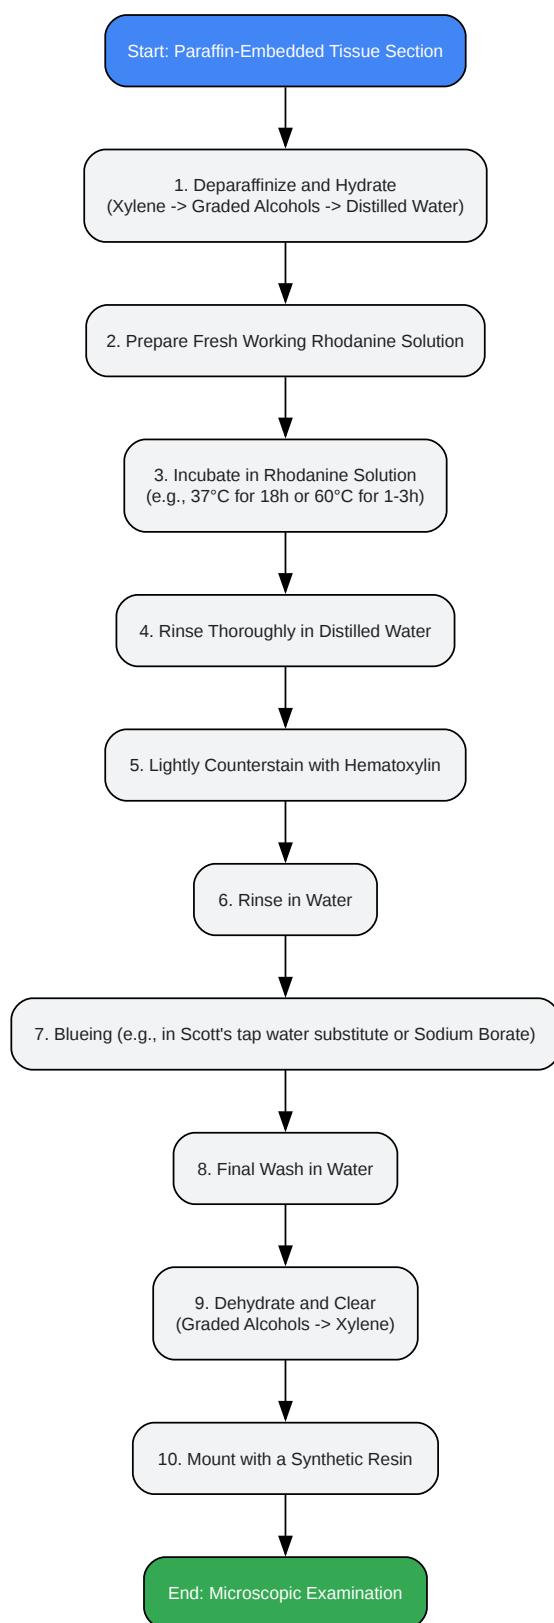 Start: Paraffin-Embedded Tissue Section
1. Deparaffinize and Hydrate
(Xylene -> Graded Alcohols -> Distilled Water)
2. Prepare Fresh Working Rhodanine Solution
3. Incubate in Rhodanine Solution
(e.g., 37°C for 18h or 60°C for 1-3h)
4. Rinse Thoroughly in Distilled Water
5. Lightly Counterstain with Hematoxylin
6. Rinse in Water
7. Blueing (e.g., in Scott's tap water substitute or Sodium Borate)
8. Final Wash in Water
9. Dehydrate and Clear
(Graded Alcohols -> Xylene)
10. Mount with a Synthetic Resin
End: Microscopic Examination